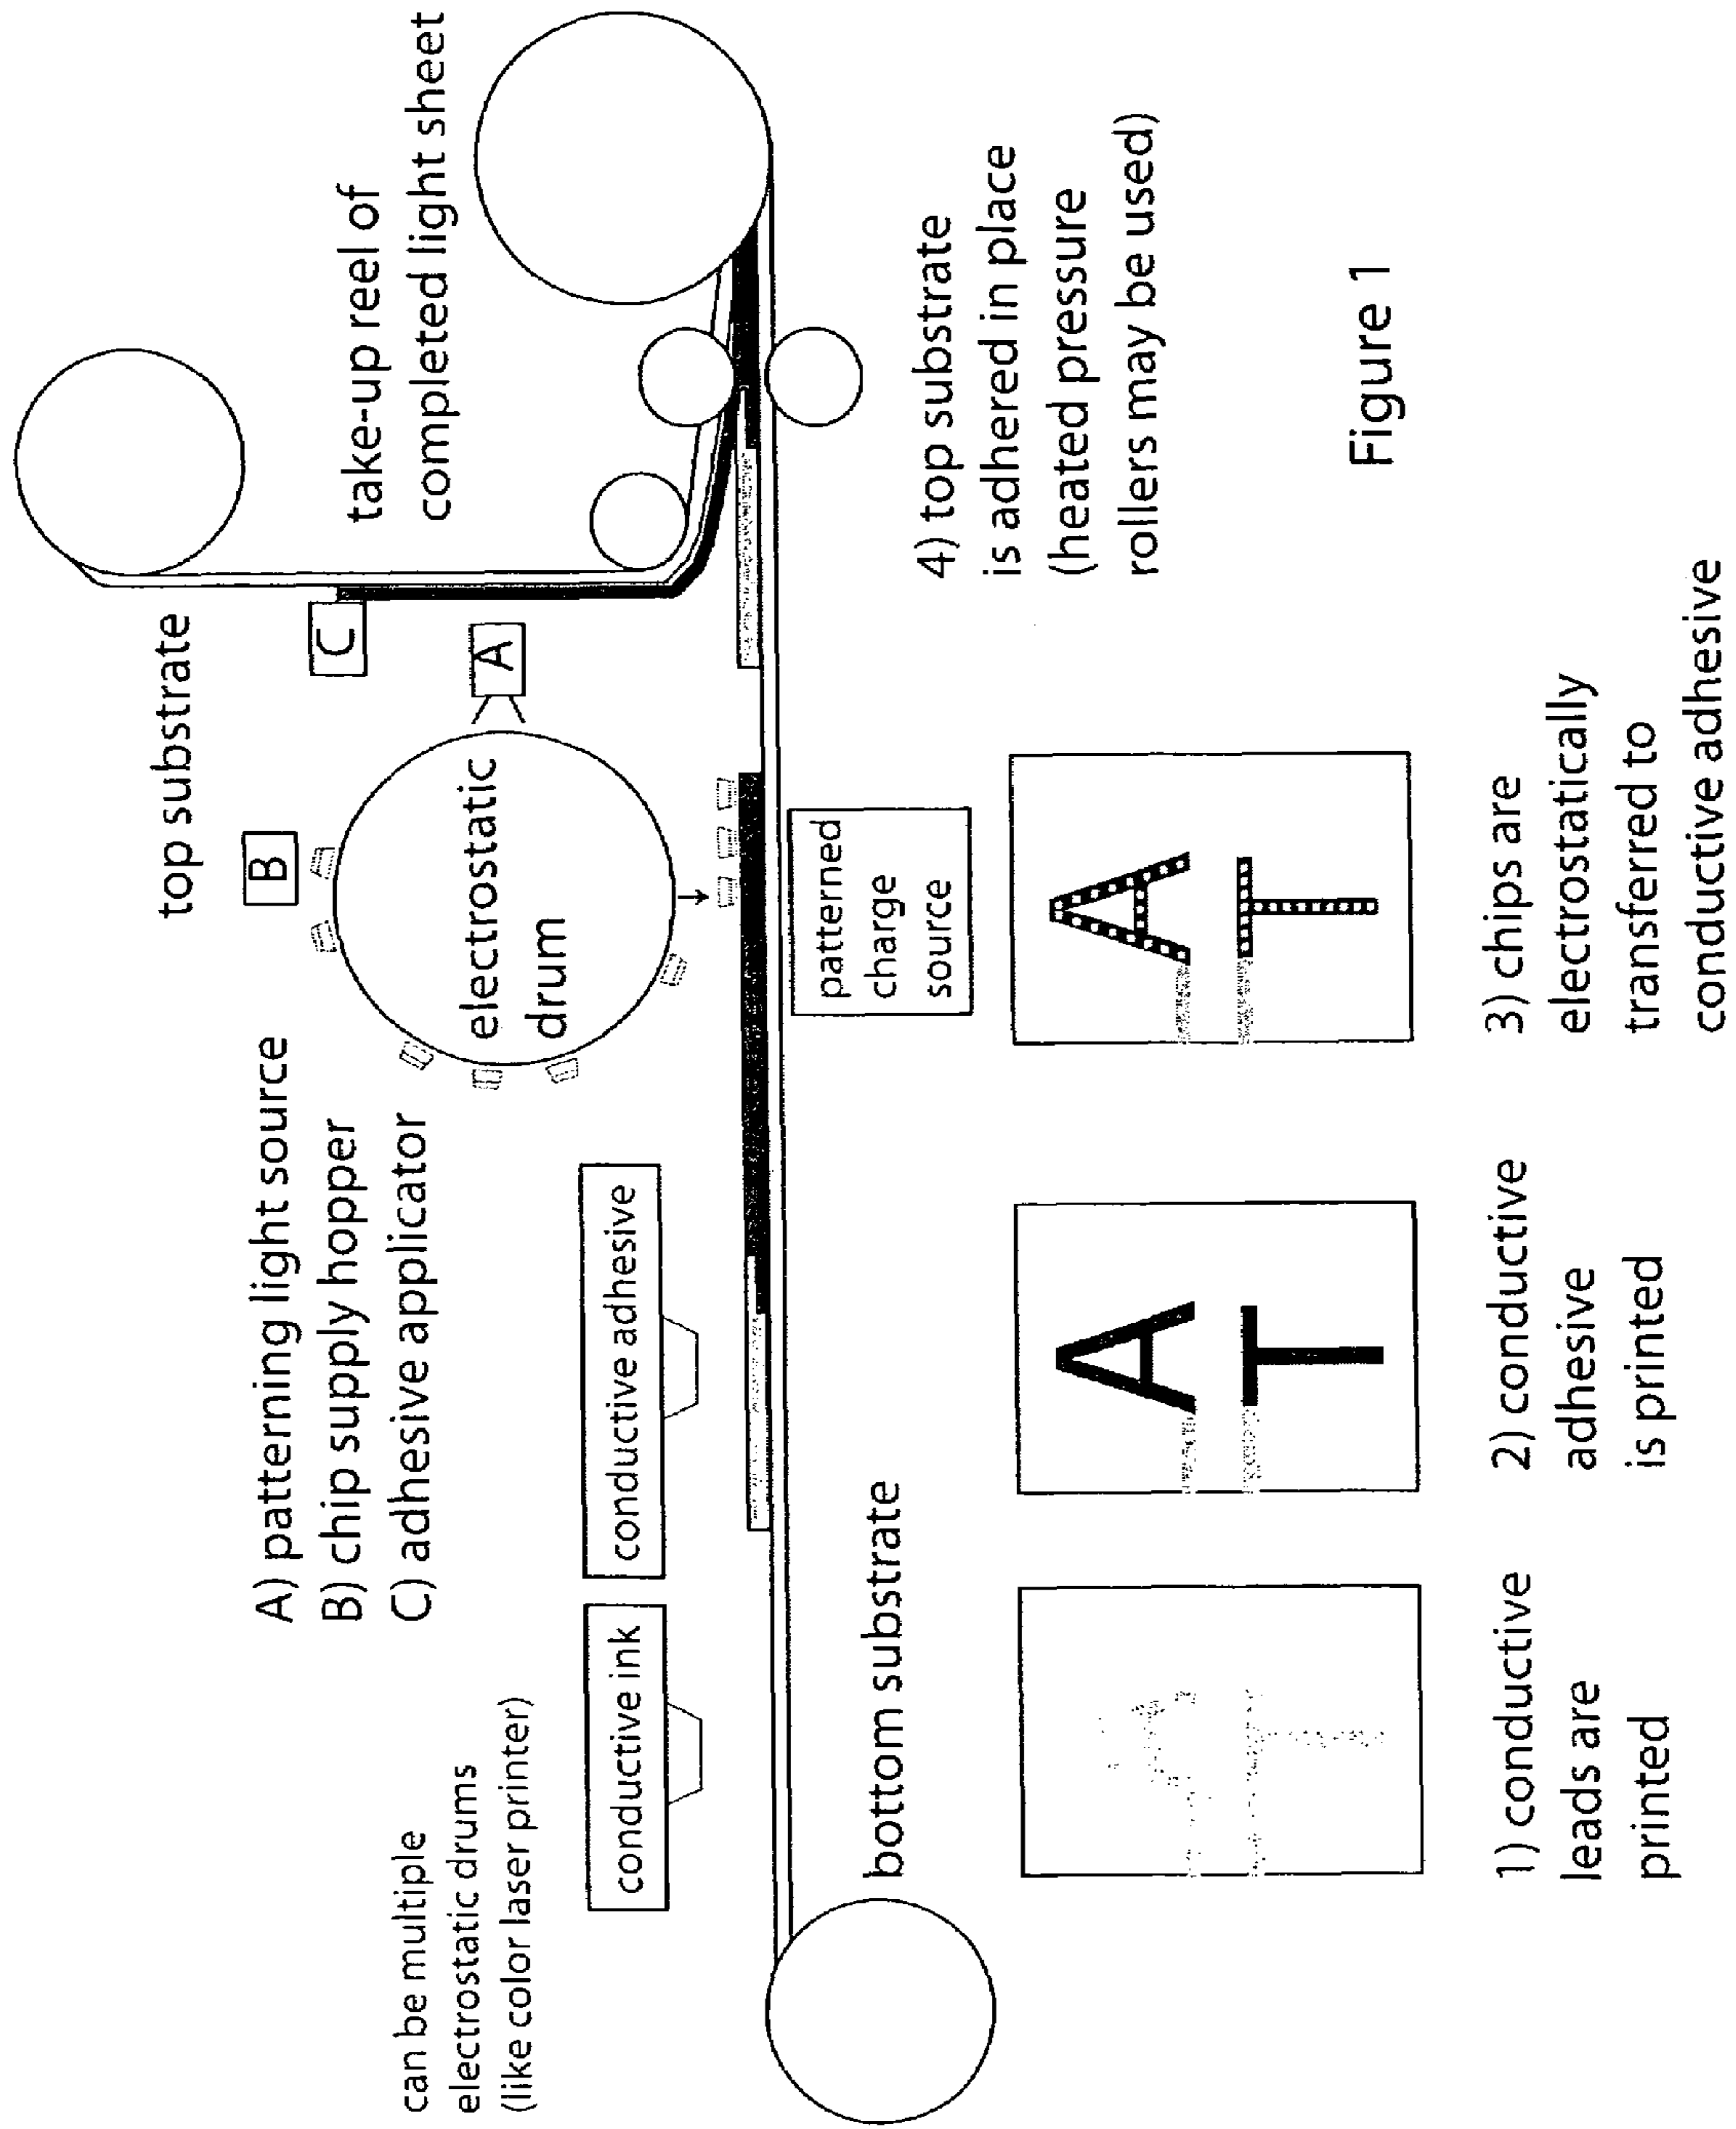 top substrate
take-up reel of
completed light sheet
A) patterning light source
B) chip supply hopper
C) adhesive applicator
B
C
A
can be multiple
electrostatic drums
(like color laser printer)
electrostatic
drum
conductive ink
conductive adhesive
bottom substrate
patterned
charge
source
4) top substrate
is adhered in place
(heated pressure
rollers may be used)
A
T
A
T
A
T
1) conductive
leads are
printed
2) conductive
adhesive
is printed
3) chips are
electrostatically
transferred to
conductive adhesive
Figure 1